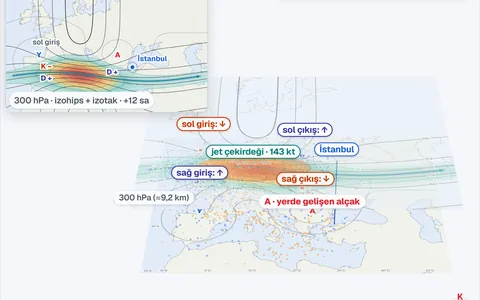 sol giriş
Y
A
K –
D +
D +
İstanbul
300 hPa · izohips + izotak · +12 sa
sol giriş: ↓
sol çıkış: ↑
jet çekirdeği · 143 kt
İstanbul
sağ giriş: ↑
sağ çıkış: ↓
300 hPa (≈9,2 km)
A · yerde gelişen alçak
Y
A
K